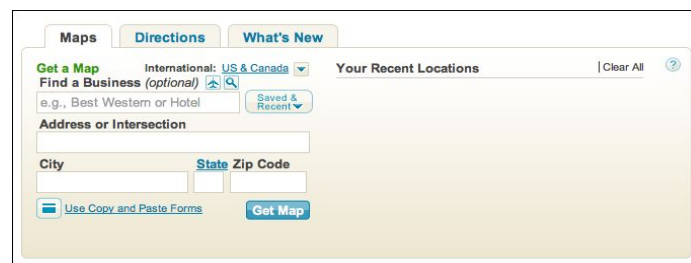 Maps Directions What's New
Get a Map International: US & Canada
Find a Business (optional)
e.g., Best Western or Hotel Saved & Recent
Address or Intersection
City State Zip Code
Use Copy and Paste Forms Get Map
Your Recent Locations Clear All ?